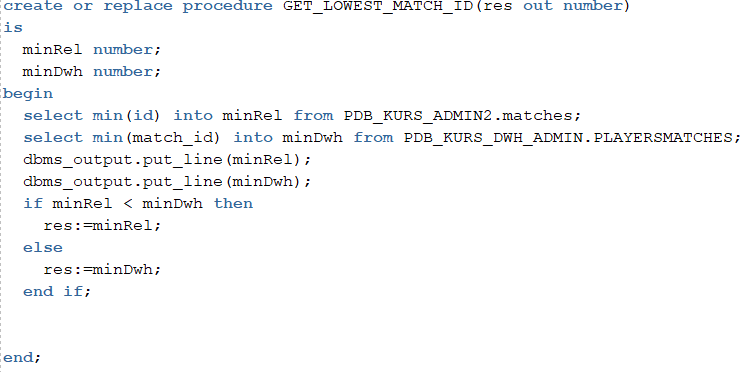 create or replace procedure GET_LOWEST_MATCH_ID(res out number)
is
  minRel number;
  minDwh number;
begin
  select min(id) into minRel from PDB_KURS_ADMIN2.matches;
  select min(match_id) into minDwh from PDB_KURS_DWH_ADMIN.PLAYERSMATCHES;
  dbms_output.put_line(minRel);
  dbms_output.put_line(minDwh);
  if minRel < minDwh then
    res:=minRel;
  else
    res:=minDwh;
  end if;
end;